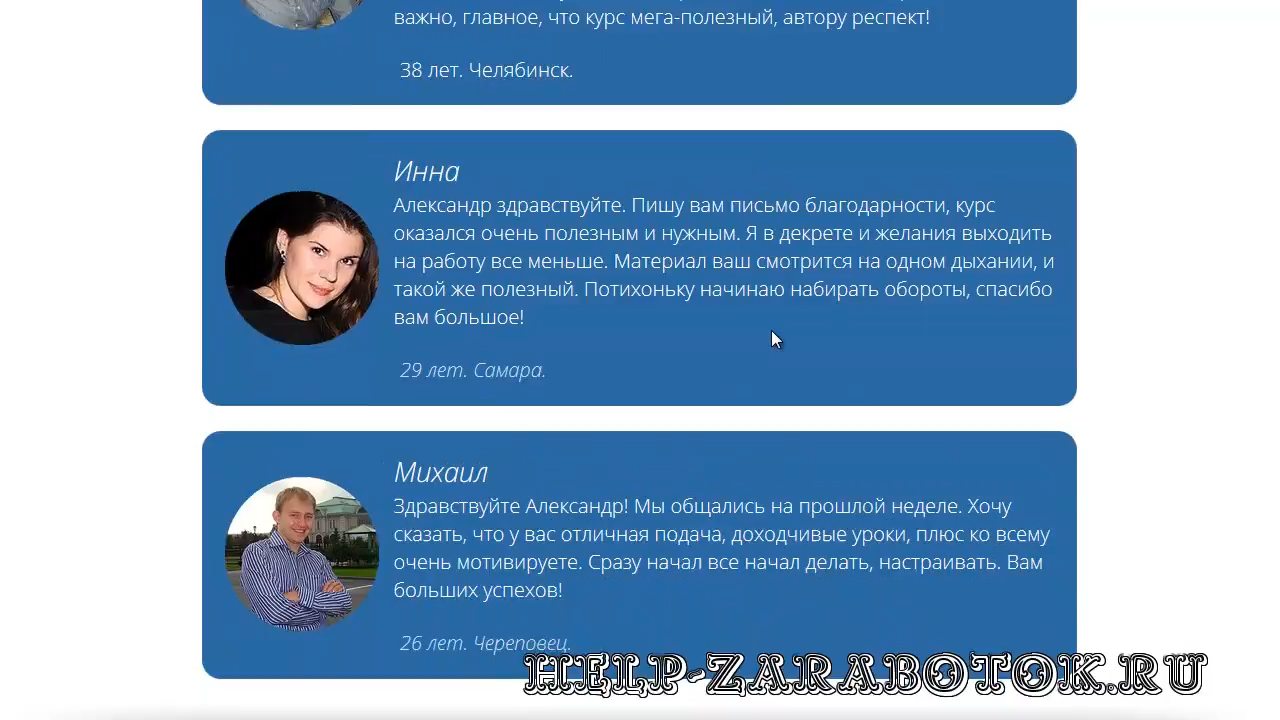 важно, главное, что курс мега-полезный, автору респект!
38 лет. Челябинск.
Инна
Александр здравствуйте. Пишу вам письмо благодарности, курс
оказался очень полезным и нужным. Я в декрете и желания выходить
на работу все меньше. Материал ваш смотрится на одном дыхании, и
такой же полезный. Потихоньку начинаю набирать обороты, спасибо
вам большое!
29 лет. Самара.
Михаил
Здравствуйте Александр! Мы общались на прошлой неделе. Хочу
сказать, что у вас отличная подача, доходчивые уроки, плюс ко всему
очень мотивируете. Сразу начал все начал делать, настраивать. Вам
больших успехов!
26 лет. Череповец.
HELP-ZARABOTOK.RU